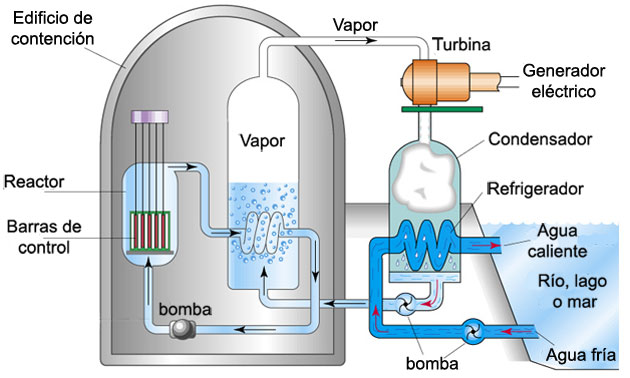 Edificio de
contención
Vapor
Turbina
Generador
eléctrico
Vapor
Condensador
Reactor
Refrigerador
Barras de
control
Agua
caliente
Río, lago
o mar
bomba
bomba
Agua fría